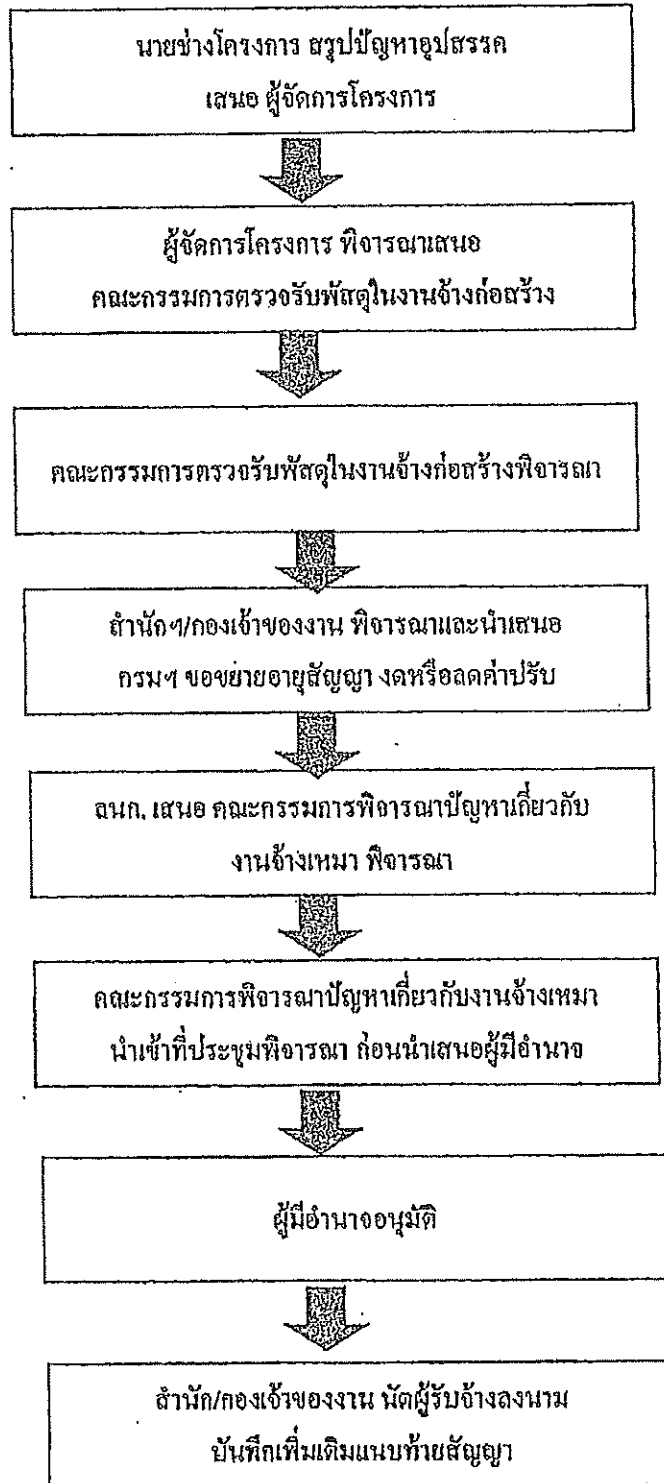 นายช่างโครงการ สรุปปัญหาอุปสรรค
เสนอ ผู้จัดการโครงการ
ผู้จัดการโครงการ พิจารณาเสนอ
คณะกรรมการตรวจรับพัสดุในงานจ้างก่อสร้าง
คณะกรรมการตรวจรับพัสดุในงานจ้างก่อสร้างพิจารณา
สำนักฯ/กองเจ้าของงาน พิจารณาและนำเสนอ
กรมฯ ขอขยายอายุสัญญา งดหรือลดค่าปรับ
ลนก. เสนอ คณะกรรมการพิจารณาปัญหาเกี่ยวกับ
งานจ้างเหมา พิจารณา
คณะกรรมการพิจารณาปัญหาเกี่ยวกับงานจ้างเหมา
นำเข้าที่ประชุมพิจารณา ก่อนนำเสนอผู้มีอำนาจ
ผู้มีอำนาจอนุมัติ
สำนัก/กองเจ้าของงาน นัดผู้รับจ้างลงนาม
บันทึกเพิ่มเติมแนบท้ายสัญญา